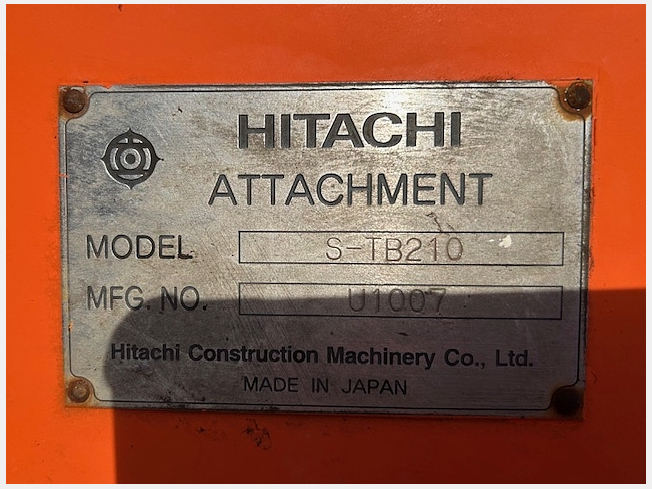 HITACHI
ATTACHMENT
MODEL S-TB210
MFG. NO. U1007
Hitachi Construction Machinery Co., Ltd.
MADE IN JAPAN